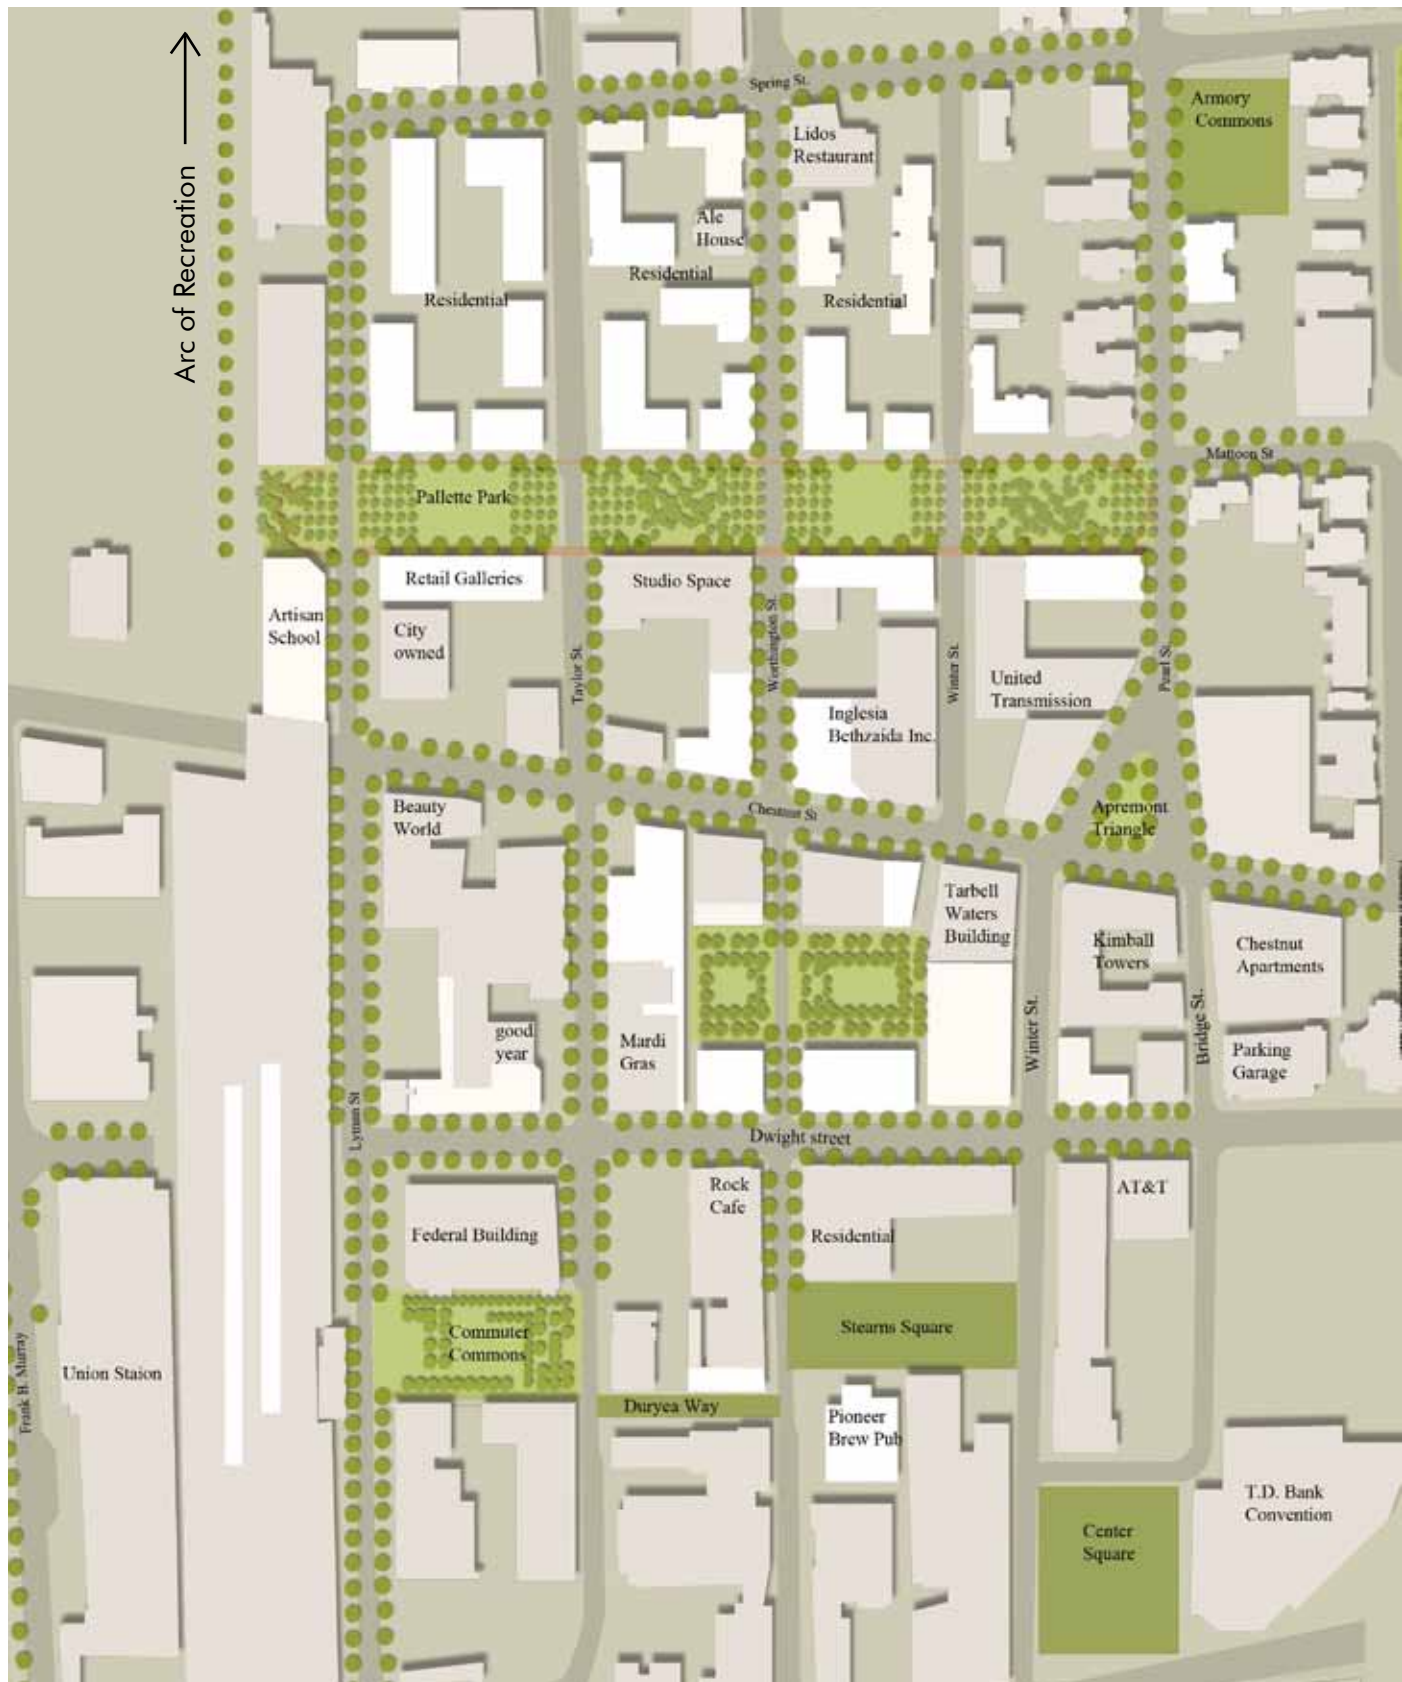 Arc of Recreation
Spring St.
Armory
Commons
Lidos
Restaurant
Ale
House
Residential
Residential
Residential
Mattoon St
Pallette Park
Retail Galleries
Studio Space
Artisan
School
City
owned
Taylor St.
Worthington St.
Winter St.
Pearl St.
United
Transmission
Inglesia
Bethzaida Inc.
Beauty
World
Chestnut St
Apremont
Triangle
Tarbell
Waters
Building
Kimball
Towers
Chestnut
Apartments
good
year
Mardi
Gras
Winter St.
Bridge St.
Parking
Garage
Lyman St
Dwight street
Rock
Cafe
AT&T
Federal Building
Residential
Commuter
Commons
Stearns Square
Union Staion
Frank B. Murray
Duryea Way
Pioneer
Brew Pub
T.D. Bank
Convention
Center
Square